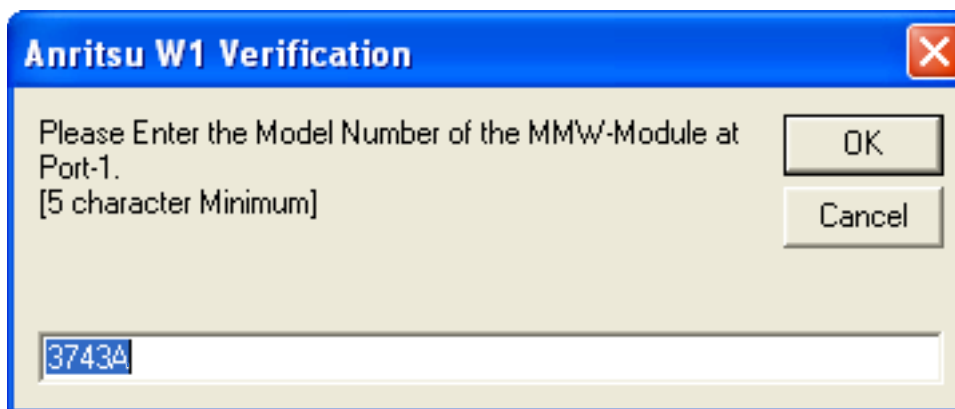 Anritsu W1 Verification
Please Enter the Model Number of the MMW-Module at
Port-1.
[5 character Minimum]
OK
Cancel
3743A